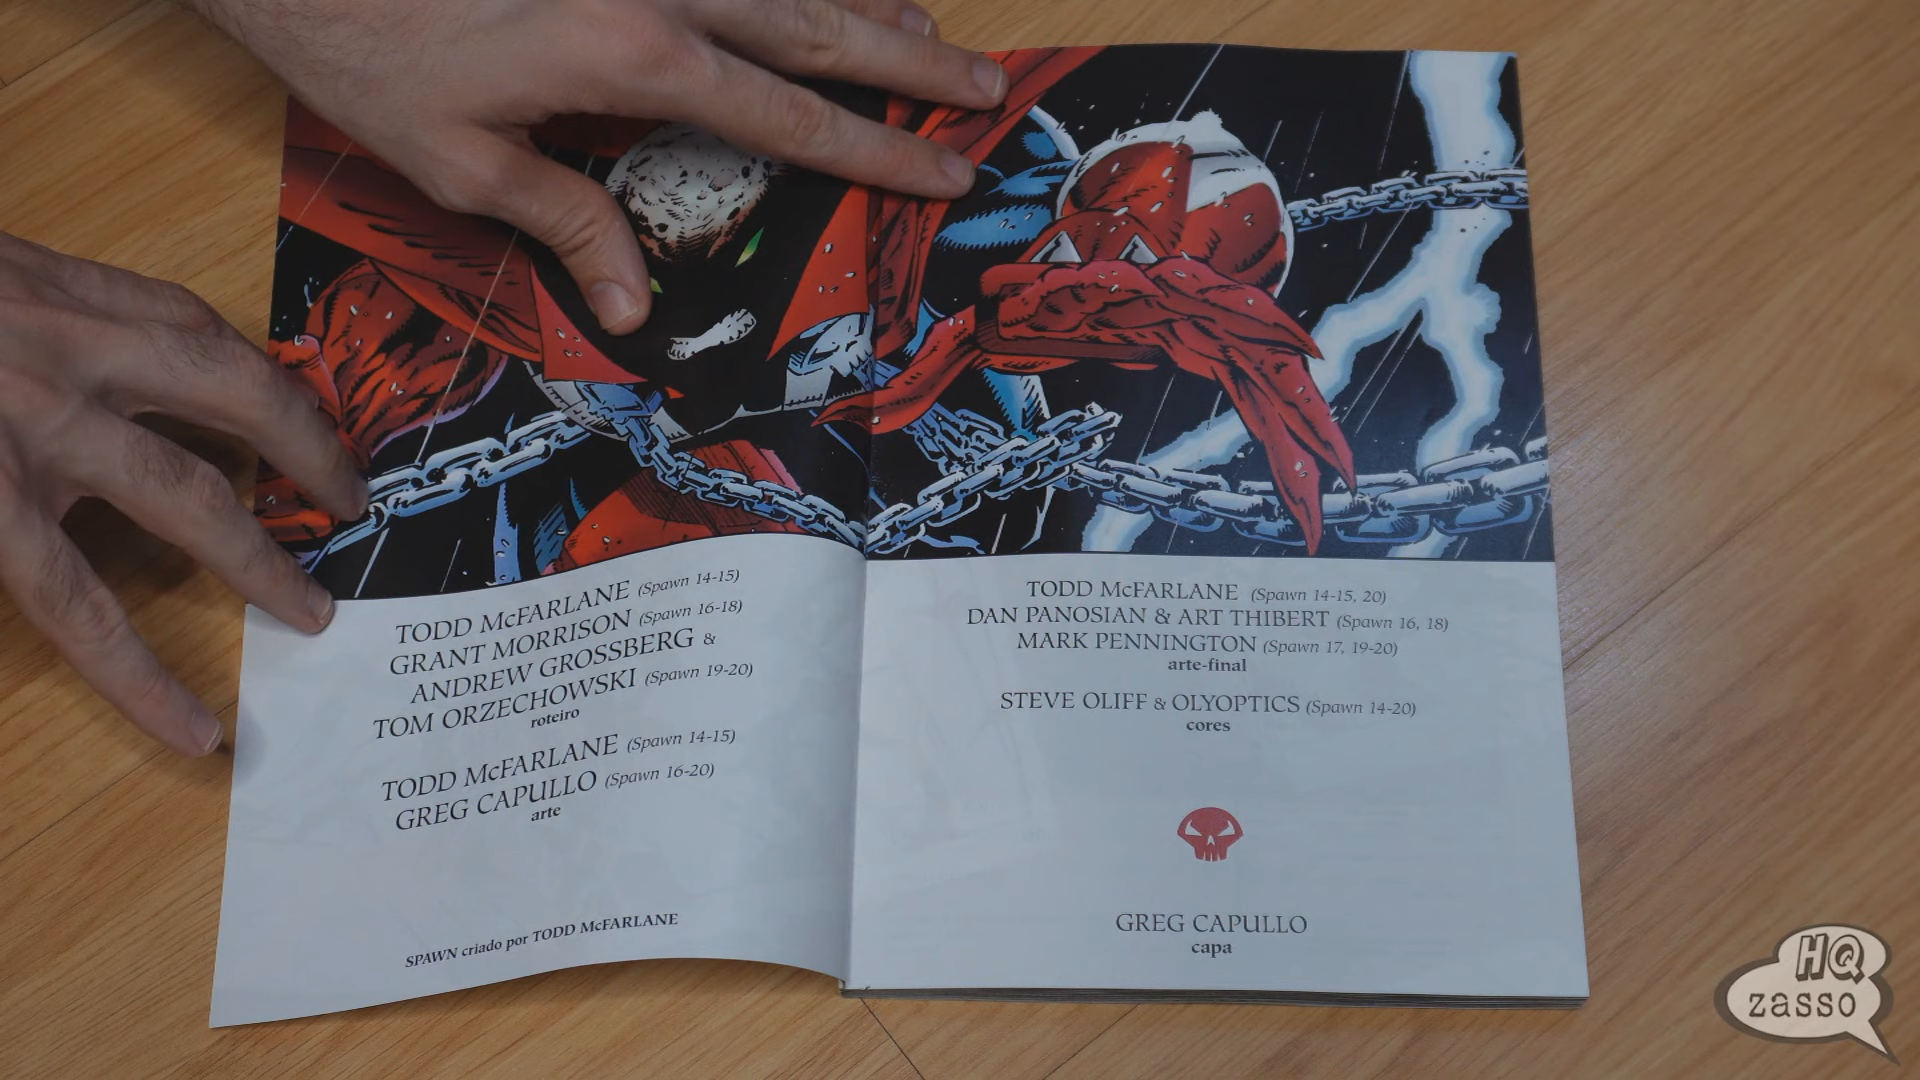 TODD McFARLANE (Spawn 14-15)
GRANT MORRISON (Spawn 16-18)
ANDREW GROSSBERG &
TOM ORZECHOWSKI (Spawn 19-20)
roteiro
TODD McFARLANE (Spawn 14-15)
GREG CAPULLO (Spawn 16-20)
arte
SPAWN criado por TODD McFARLANE
TODD McFARLANE (Spawn 14-15, 20)
DAN PANOSIAN & ART THIBERT (Spawn 16, 18)
MARK PENNINGTON (Spawn 17, 19-20)
arte-final
STEVE OLIFF & OLYOPTICS (Spawn 14-20)
cores
GREG CAPULLO
capa
HQ
zasso